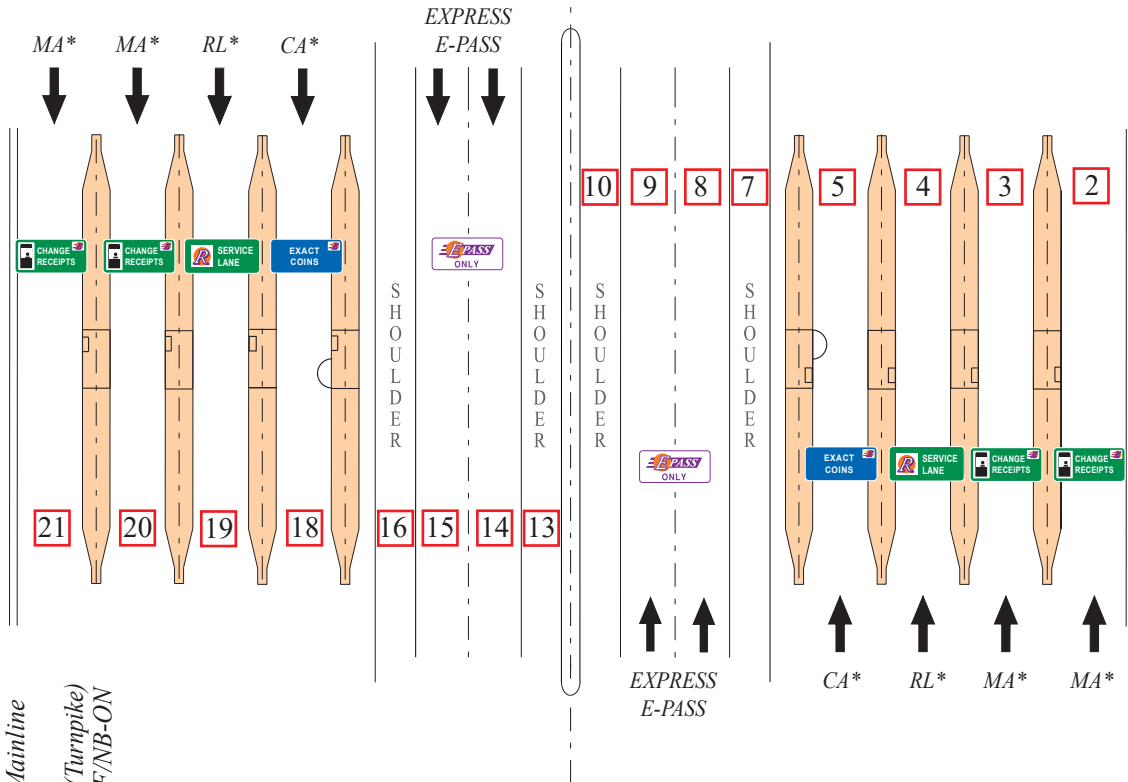 EXPRESS
E-PASS
MA* MA* RL* CA*
10 9 8 7 5 4 3 2
CHANGE
RECEIPTS
CHANGE
RECEIPTS
R SERVICE
LANE
EXACT
COINS
E-PASS
ONLY
SHOULDER
SHOULDER
SHOULDER
SHOULDER
E-PASS
ONLY
EXACT
COINS
R SERVICE
LANE
CHANGE
RECEIPTS
CHANGE
RECEIPTS
21 20 19 18 16 15 14 13
EXPRESS
E-PASS
CA* RL* MA* MA*
Mainline
(Turnpike)
F/NB-ON